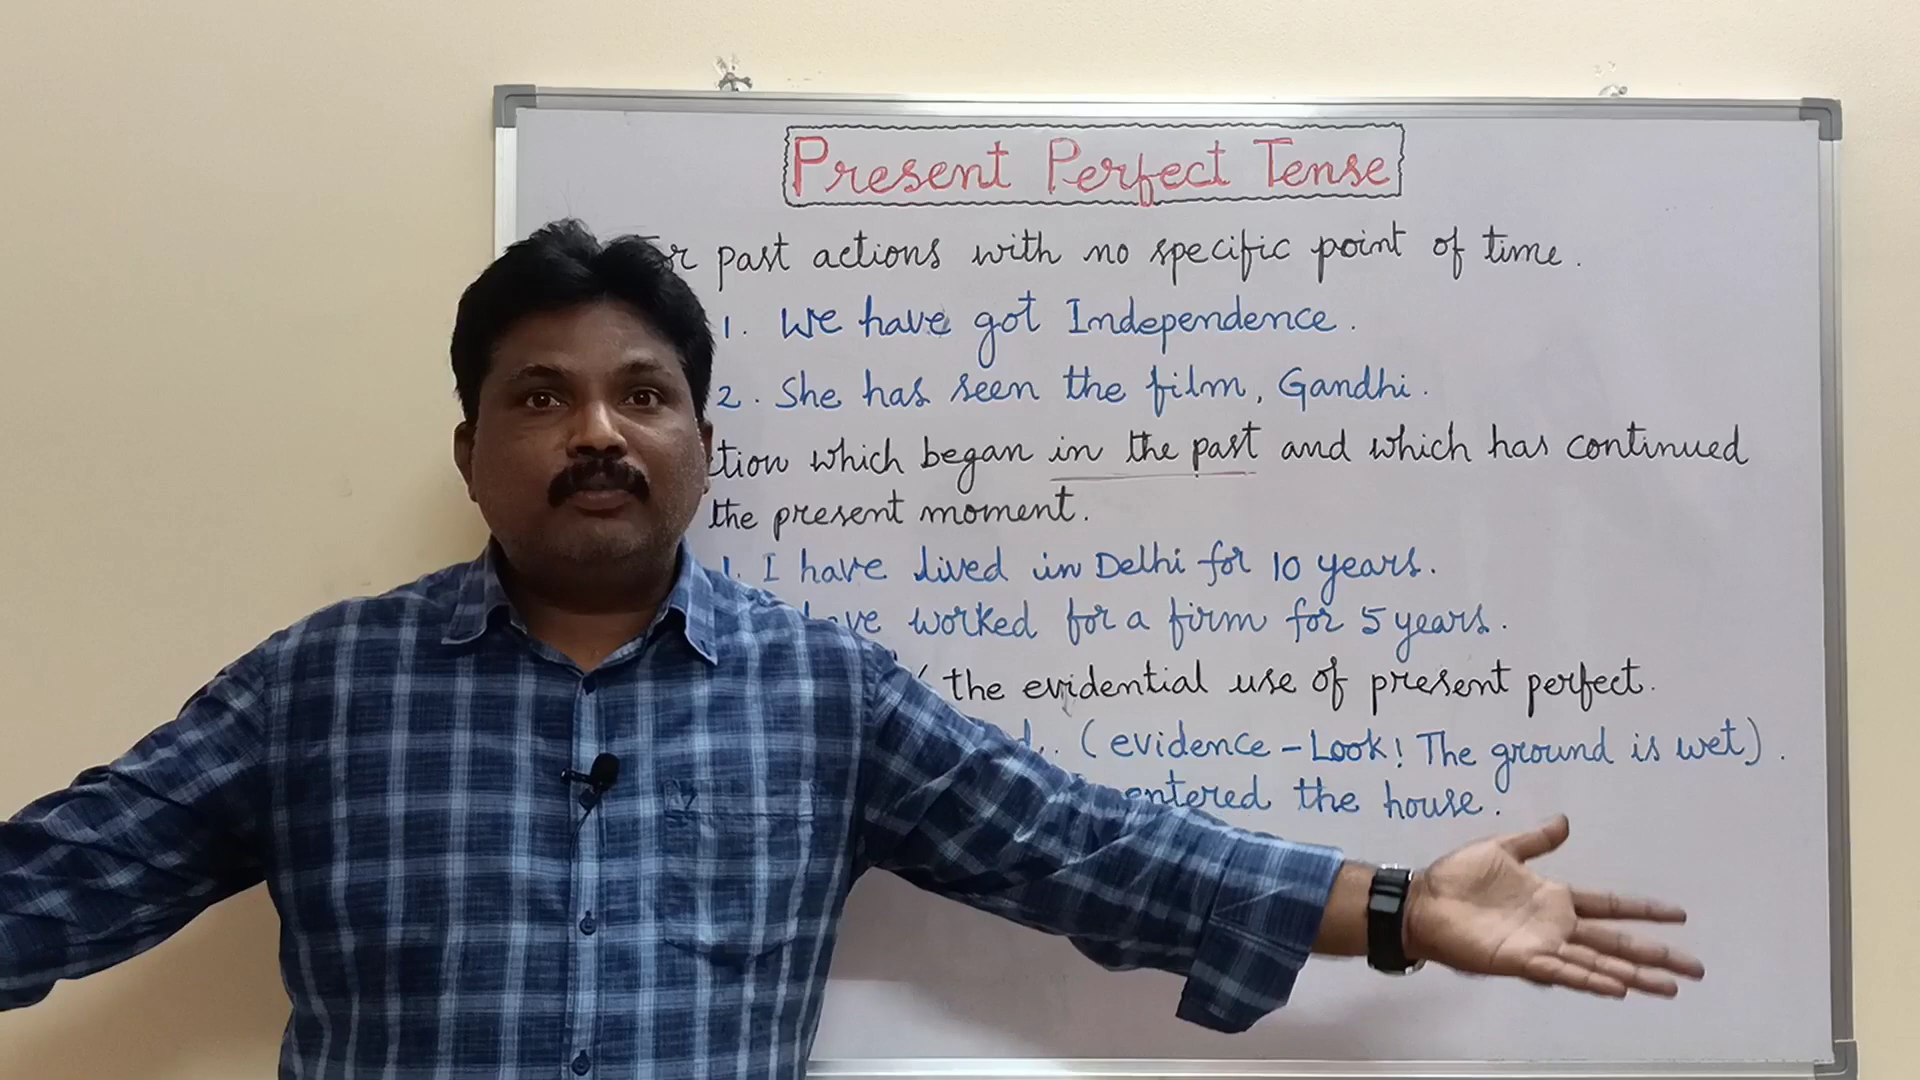 Present Perfect Tense
past actions with no specific point of time.
1. We have got Independence.
2. She has seen the film, Gandhi.
which began in the past and which has continued
the present moment.
1. I have lived in Delhi for 10 years.
worked for a firm for 5 years.
the evidential use of present perfect.
(evidence - Look! The ground is wet).
entered the house.